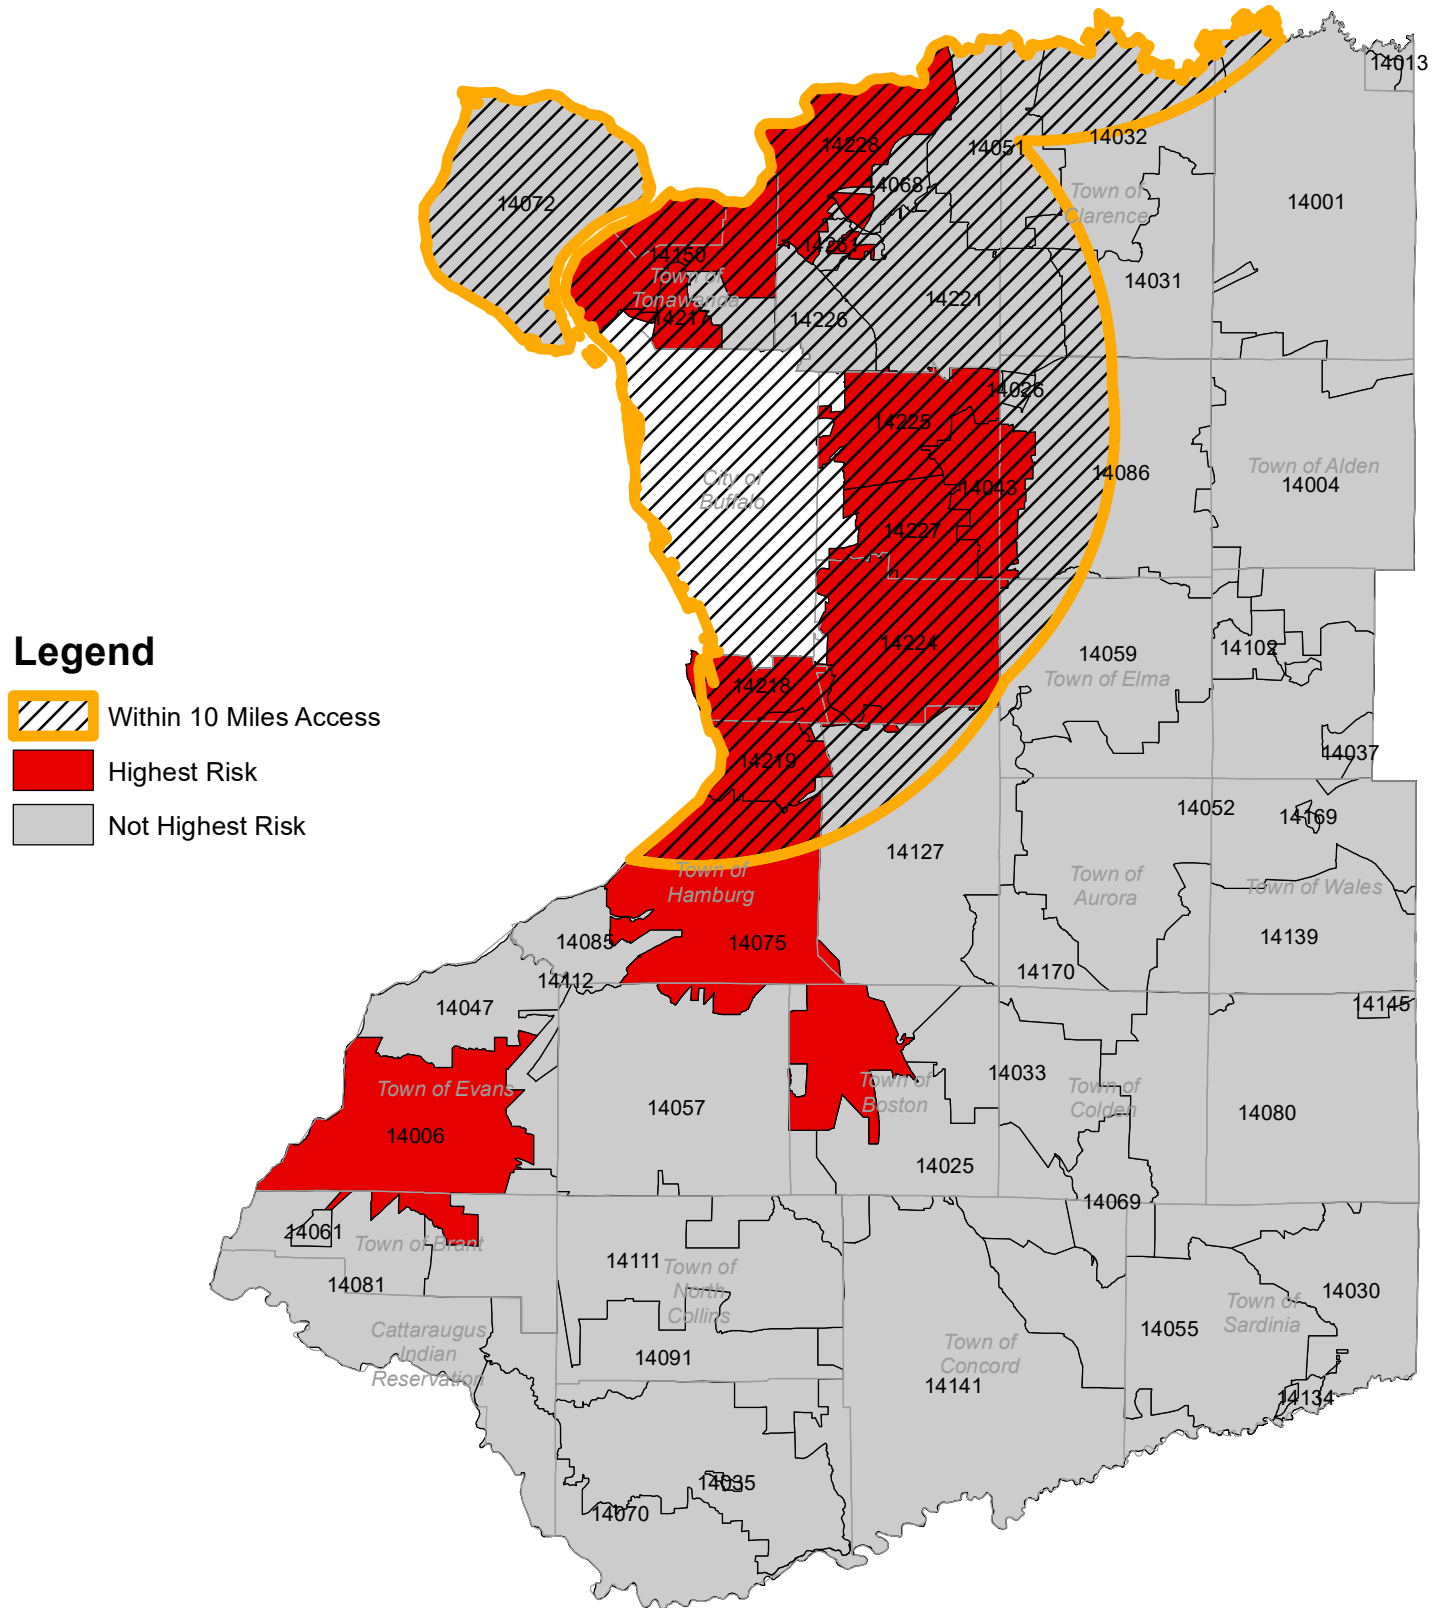 14013
14032
14228
14051
14068
Town of
Clarence
14001
14072
14261
14150
Town of
Tonawanda
14031
14221
14217
14226
14026
14225
14086
Town of Alden
14004
City of
Buffalo
14043
14227
Legend
Within 10 Miles Access
Highest Risk
Not Highest Risk
14224
14059
Town of Elma
14102
14218
14219
14037
14052
14169
14127
Town of
Hamburg
Town of
Aurora
Town of Wales
14085
14075
14139
14170
14112
14047
14145
Town of Evans
14006
14057
Town of
Boston
14033
Town of
Colden
14080
14025
14069
14061
Town of Brant
14081
14111
Town of
North
Collins
14030
Town of
Sardinia
14055
Cattaraugus
Indian
Reservation
14091
Town of
Concord
14141
14134
14035
14070